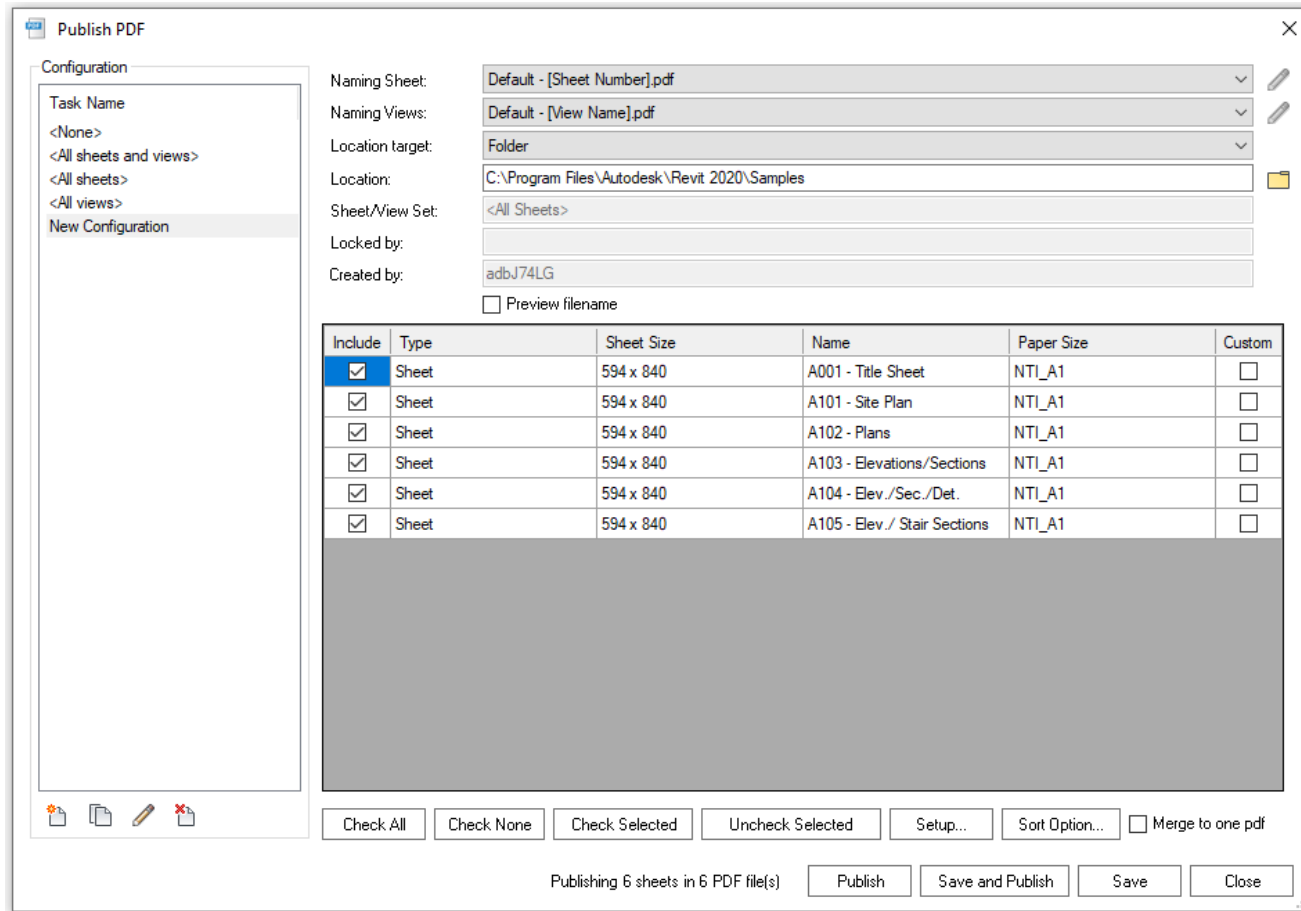 Publish PDF
Configuration
Task Name
<None>
<All sheets and views>
<All sheets>
<All views>
New Configuration
Naming Sheet: Default - [Sheet Number].pdf
Naming Views: Default - [View Name].pdf
Location target: Folder
Location: C:\Program Files\Autodesk\Revit 2020\Samples
Sheet/View Set: <All Sheets>
Locked by:
Created by: adbJ74LG
Preview filename
Include Type Sheet Size Name Paper Size Custom
Sheet 594 x 840 A001 - Title Sheet NTI_A1
Sheet 594 x 840 A101 - Site Plan NTI_A1
Sheet 594 x 840 A102 - Plans NTI_A1
Sheet 594 x 840 A103 - Elevations/Sections NTI_A1
Sheet 594 x 840 A104 - Elev./Sec./Det. NTI_A1
Sheet 594 x 840 A105 - Elev./ Stair Sections NTI_A1
Check All Check None Check Selected Uncheck Selected Setup... Sort Option... Merge to one pdf
Publishing 6 sheets in 6 PDF file(s) Publish Save and Publish Save Close